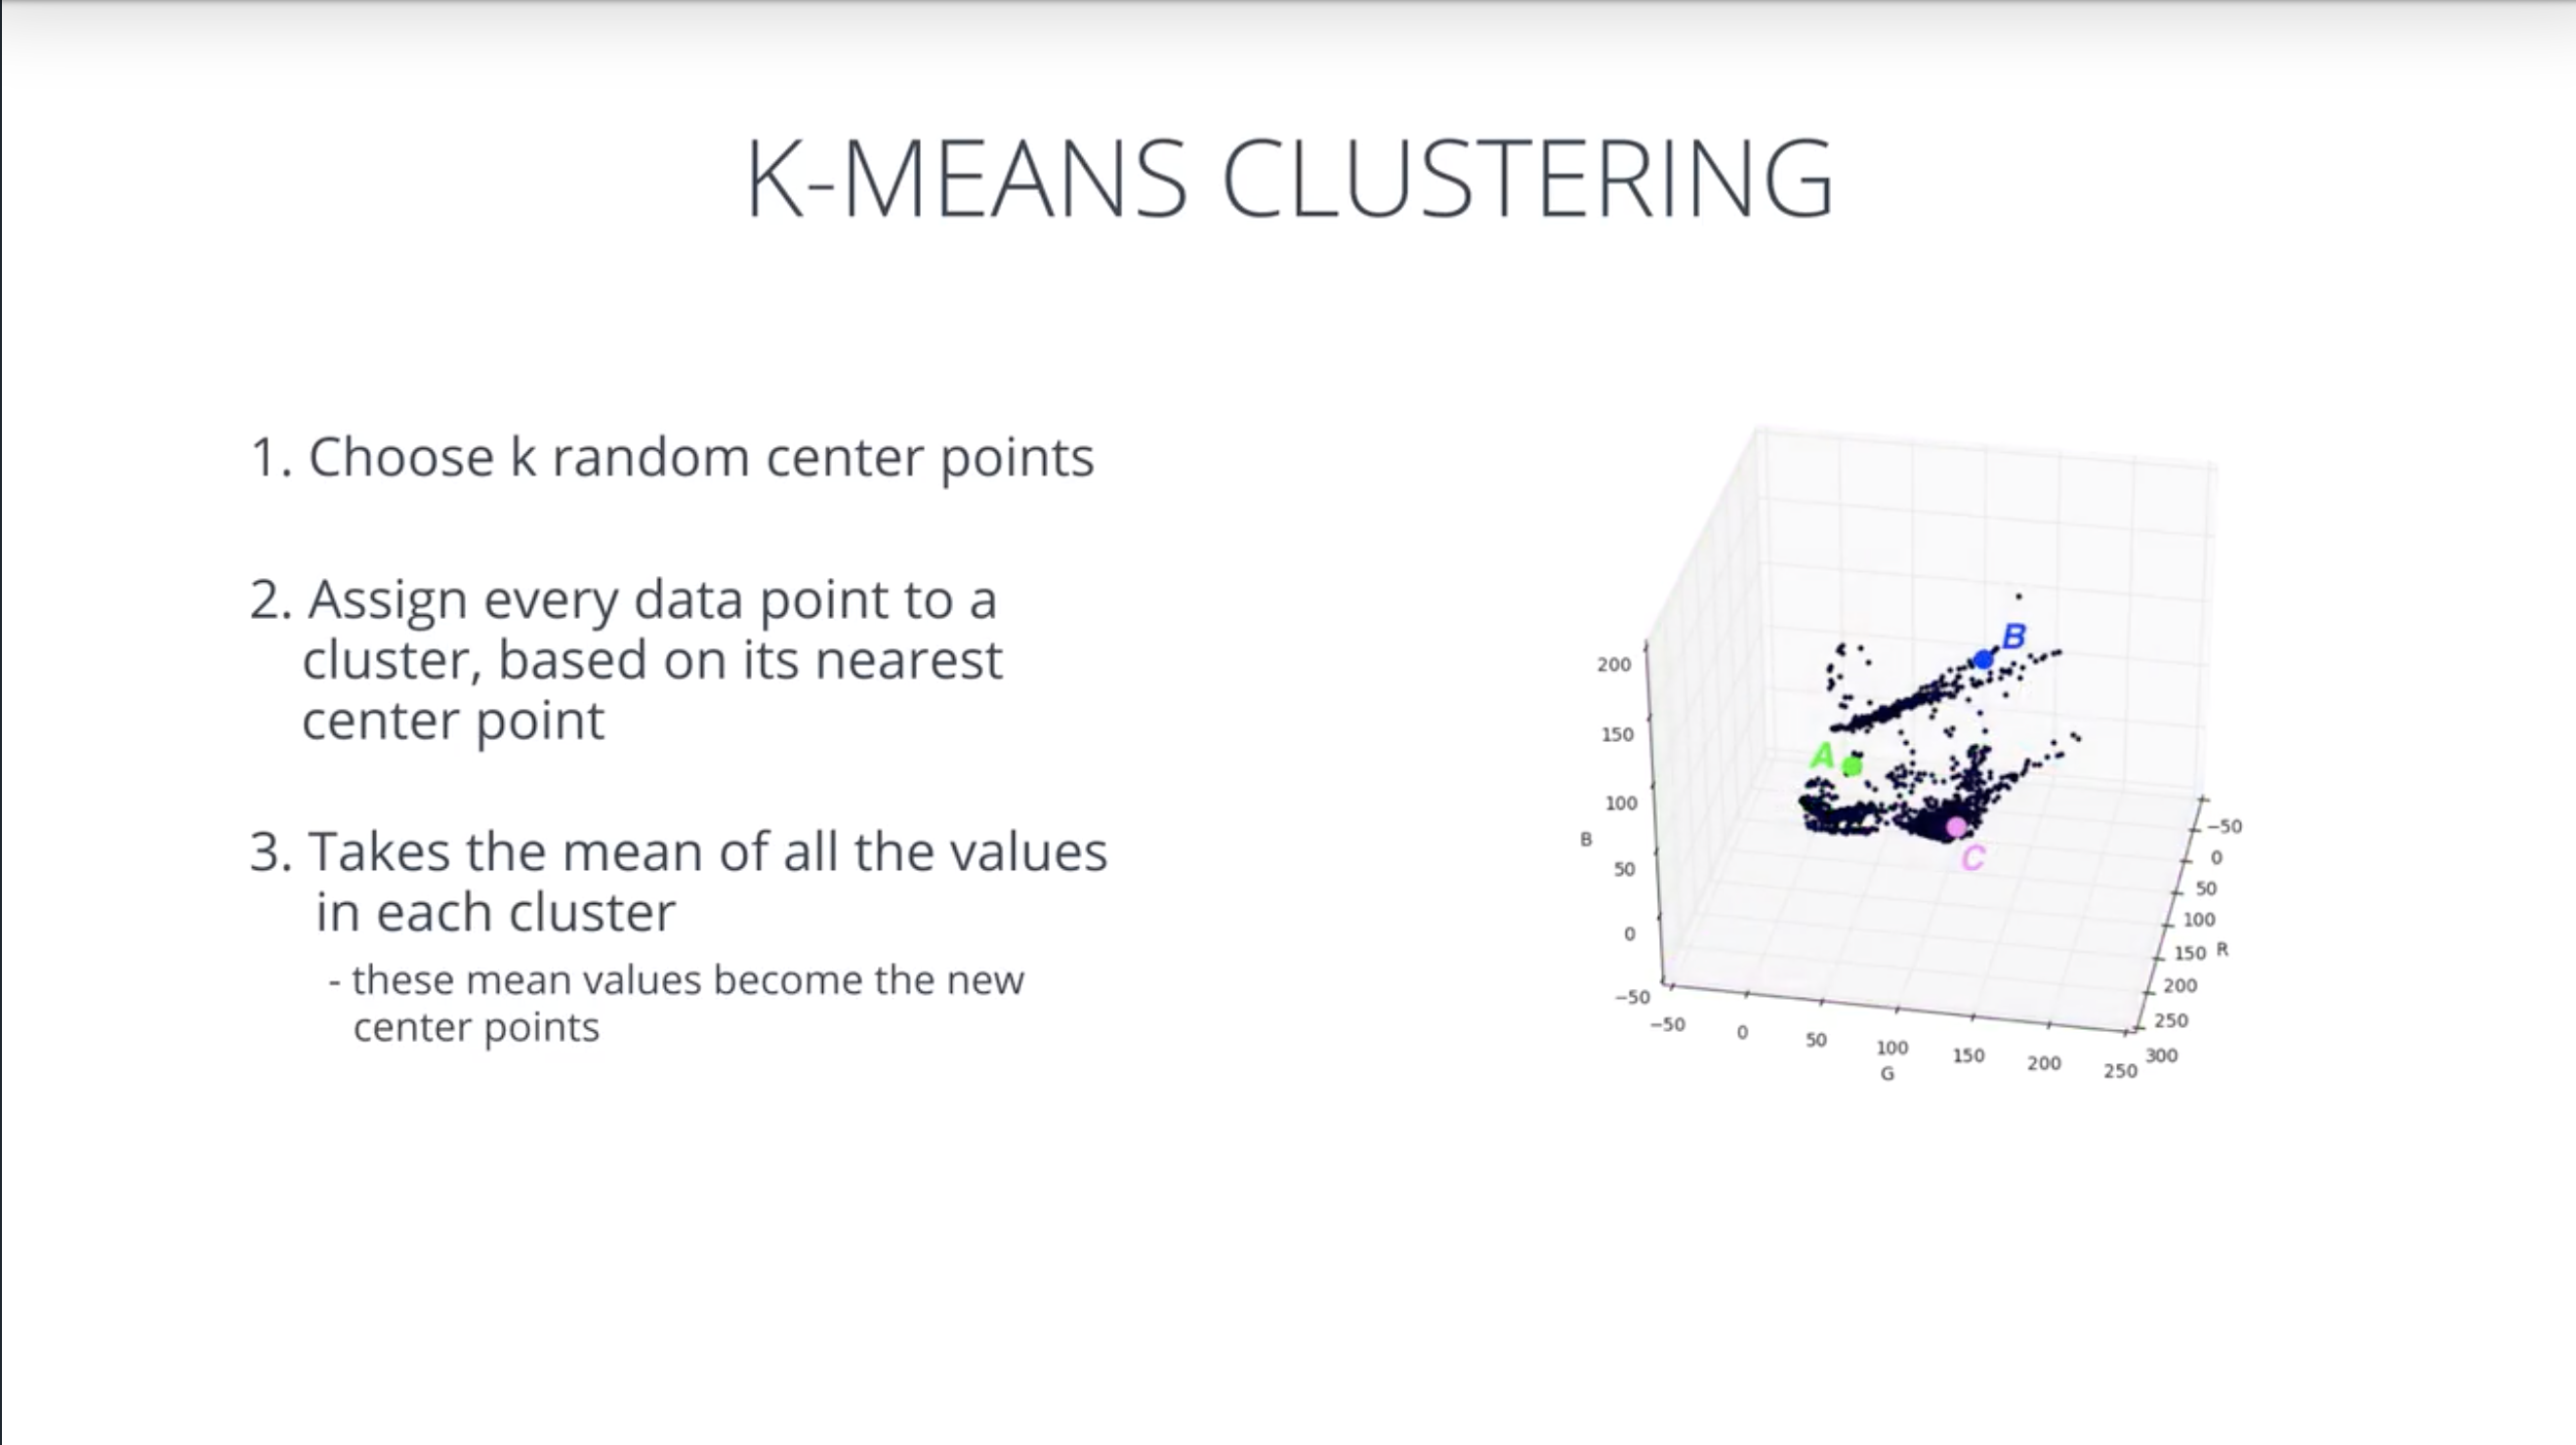 K-MEANS CLUSTERING
1. Choose k random center points
2. Assign every data point to a
cluster, based on its nearest
center point
3. Takes the mean of all the values
in each cluster
- these mean values become the new
center points
B
A
C
200
150
100
50
0
−50
B
−50
0
50
100
150
200
250
G
−50
0
50
100
150
200
250
300
R